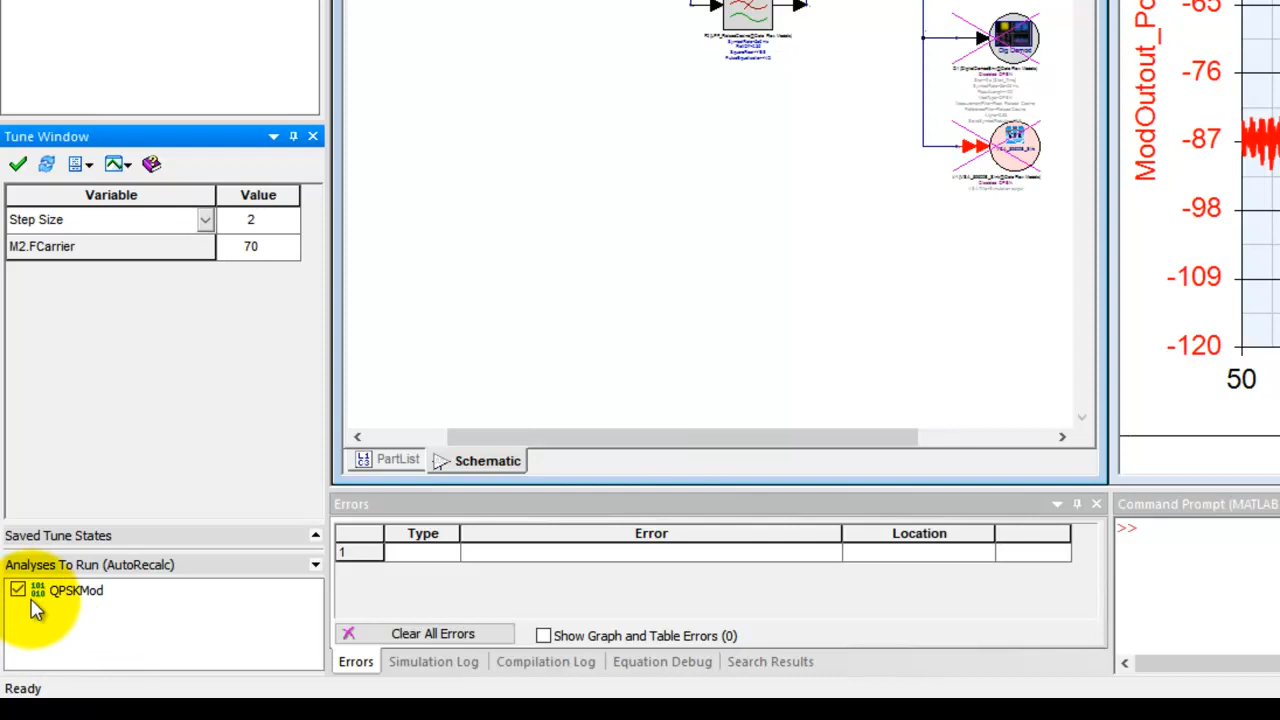 Tune Window
Variable Value
Step Size 2
M2.FCarrier 70
Saved Tune States
Analyses To Run (AutoRecalc)
QPSKMod
Ready
Dig Demod
PartList
Schematic
Errors
Type Error Location
1
Clear All Errors
Show Graph and Table Errors (0)
Errors Simulation Log Compilation Log Equation Debug Search Results
ModOutout_Po
-65
-76
-87
-98
-109
-120
50
Command Prompt (MATLAB
>>